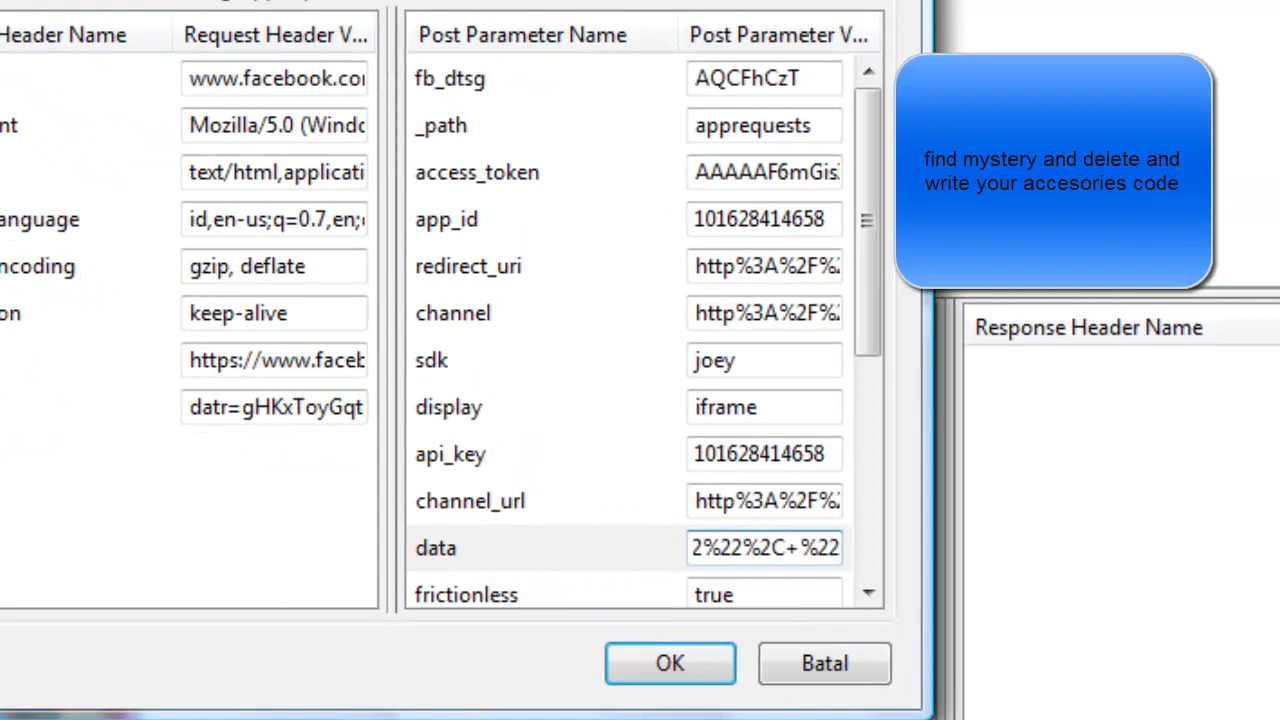 Header Name Request Header V... Post Parameter Name Post Parameter V...
www.facebook.co fb_dtsg AQCFhCzT
nt Mozilla/5.0 (Windo _path apprequests
text/html,applicati access_token AAAAAF6mGis
anguage id,en-us;q=0.7,en; app_id 101628414658
ncoding gzip, deflate redirect_uri http%3A%2F%2
on keep-alive channel http%3A%2F%2
https://www.faceb sdk joey
datr=gHKxToyGqt display iframe
api_key 101628414658
channel_url http%3A%2F%2
data 2%22%2C+%22
frictionless true
OK Batal
find mystery and delete and
write your accesories code
Response Header Name